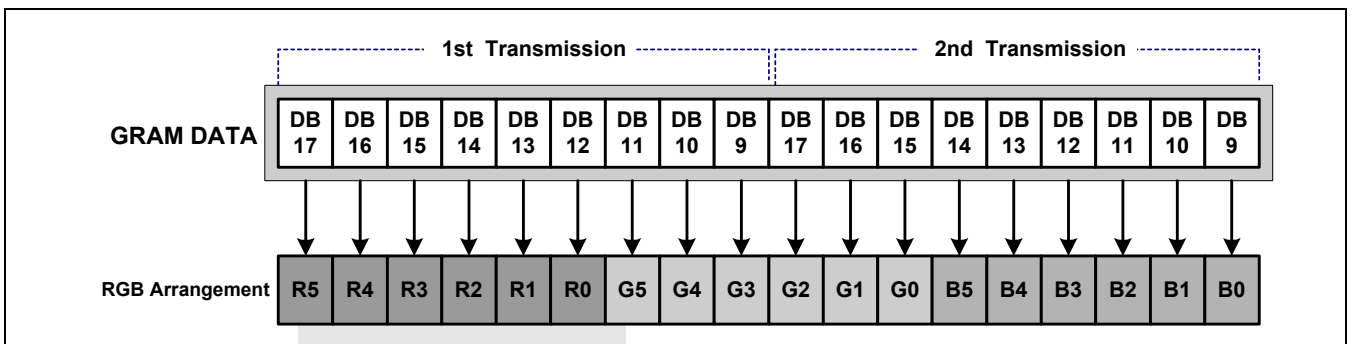 1st Transmission 2nd Transmission
GRAM DATA DB 17 DB 16 DB 15 DB 14 DB 13 DB 12 DB 11 DB 10 DB 9 DB 17 DB 16 DB 15 DB 14 DB 13 DB 12 DB 11 DB 10 DB 9
RGB Arrangement R5 R4 R3 R2 R1 R0 G5 G4 G3 G2 G1 G0 B5 B4 B3 B2 B1 B0